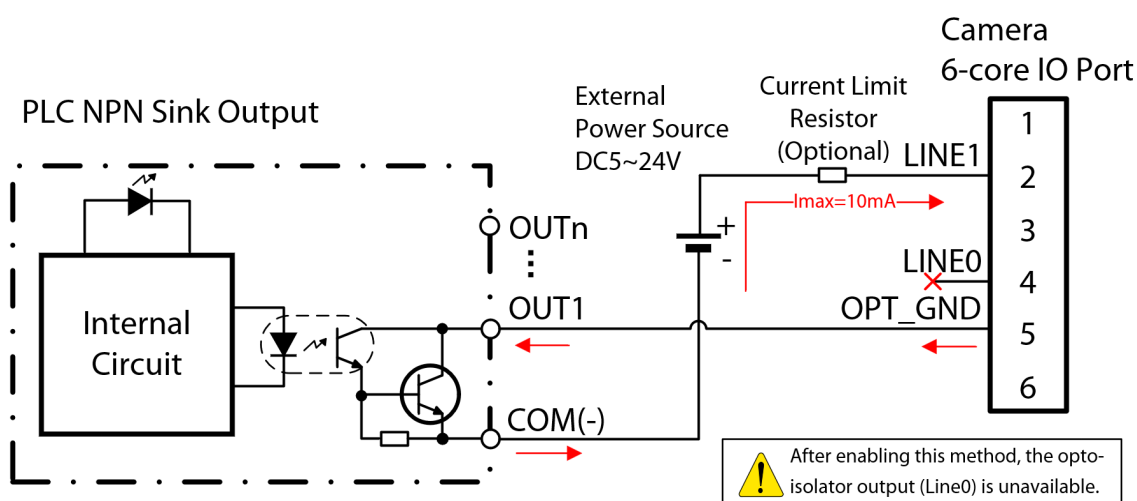 Camera
6-core IO Port
PLC NPN Sink Output
External
Power Source
DC5~24V
Current Limit
Resistor
(Optional)
LINE1
1
2
Imax=10mA
OUTn
+
-
3
LINE0
4
Internal
Circuit
OUT1
OPT_GND
5
6
COM(-)
After enabling this method, the opto-
isolator output (Line0) is unavailable.